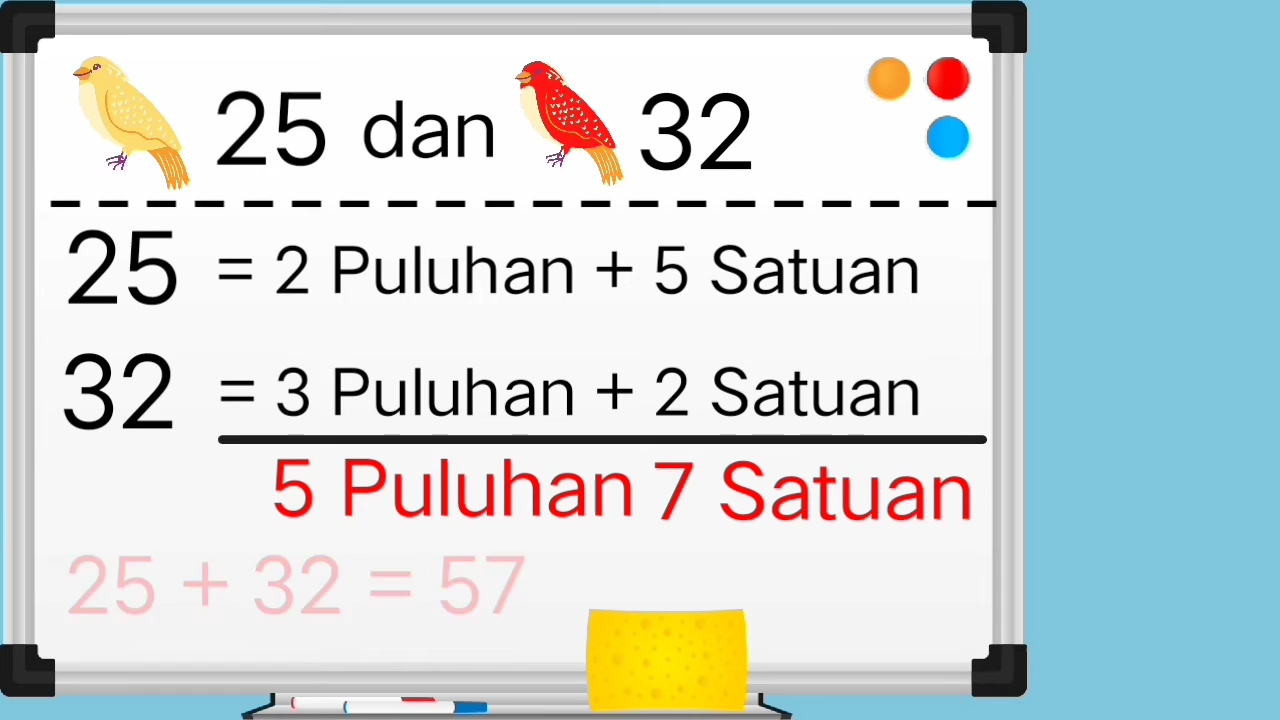 25 dan 32
25 = 2 Puluhan + 5 Satuan
32 = 3 Puluhan + 2 Satuan
5 Puluhan 7 Satuan
25 + 32 = 57